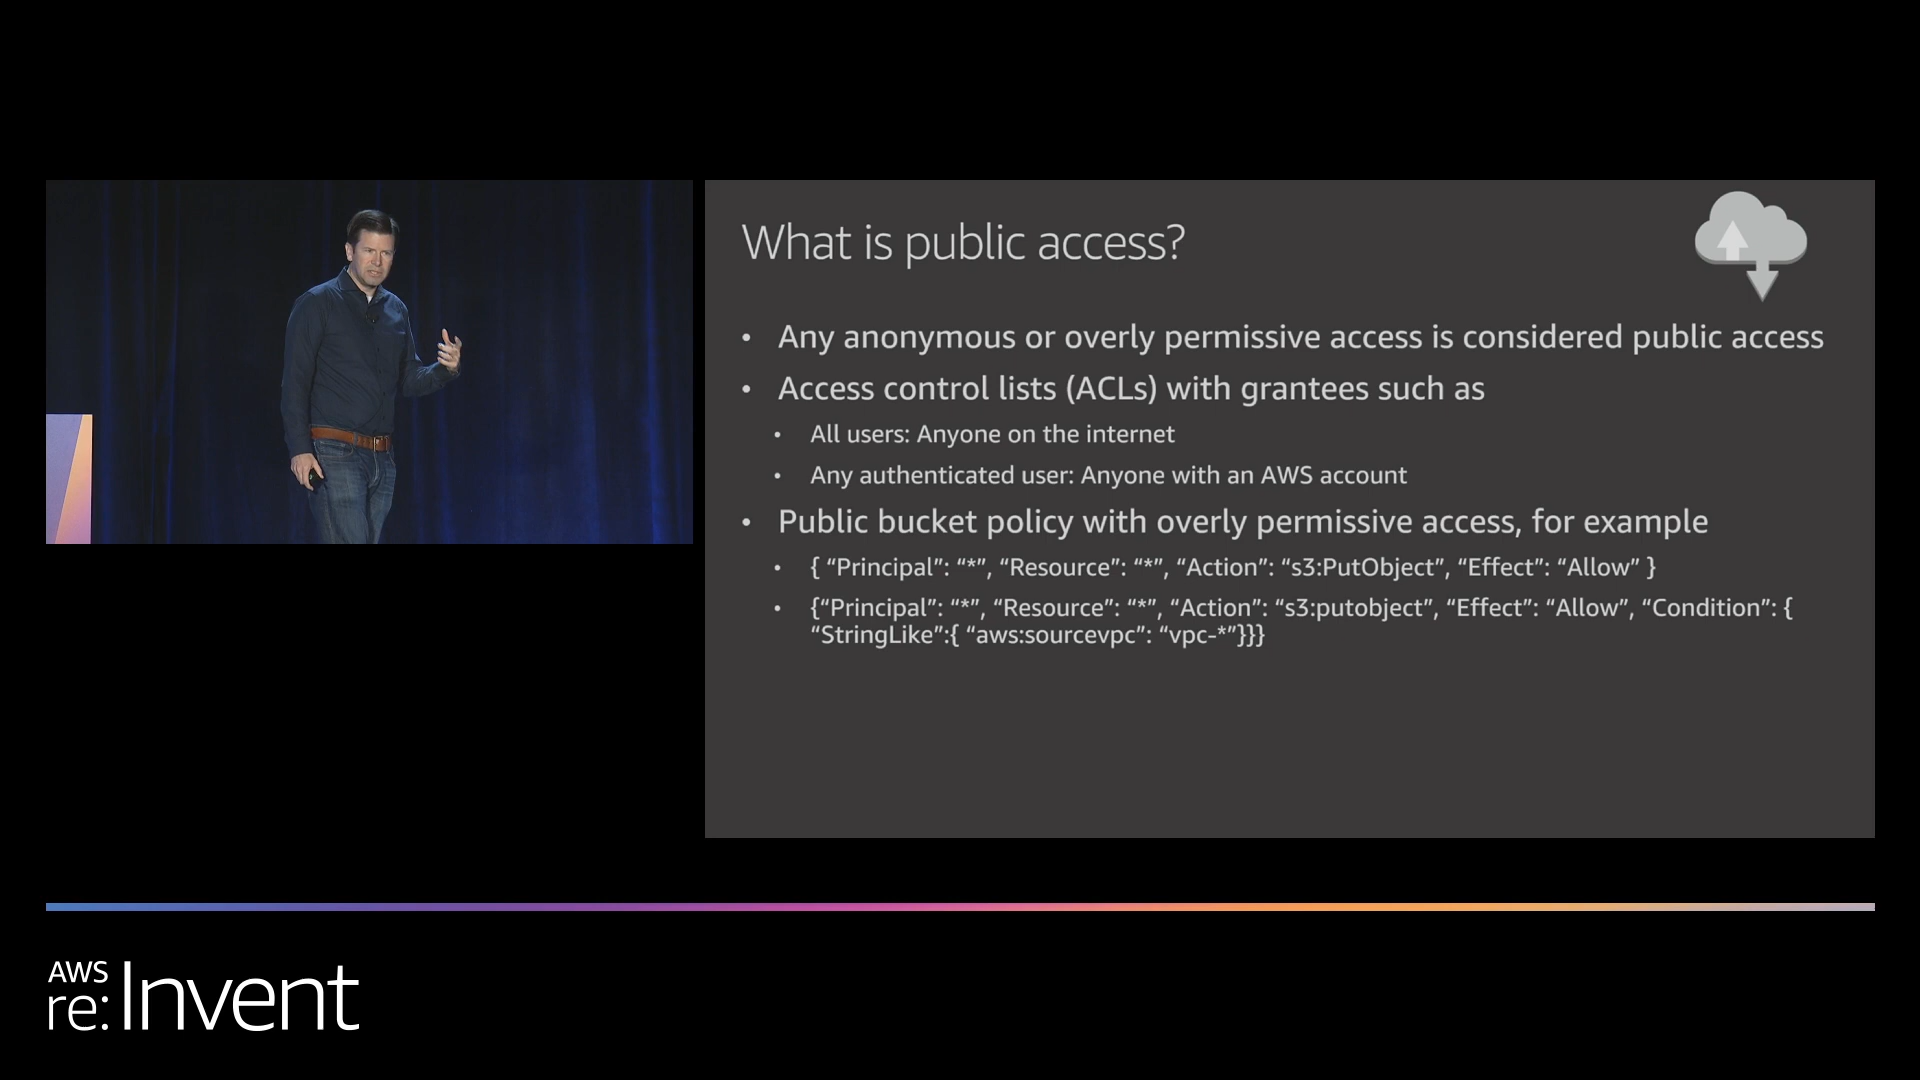 What is public access?
• Any anonymous or overly permissive access is considered public access
• Access control lists (ACLs) with grantees such as
• All users: Anyone on the internet
• Any authenticated user: Anyone with an AWS account
• Public bucket policy with overly permissive access, for example
• { “Principal”: “*”, “Resource”: “*”, “Action”: “s3:PutObject”, “Effect”: “Allow” }
• {“Principal”: “*”, “Resource”: “*”, “Action”: “s3:putobject”, “Effect”: “Allow”, “Condition”: {
“StringLike”:{ “aws:sourcevpc”: “vpc-*”}}}
AWS
re:Invent